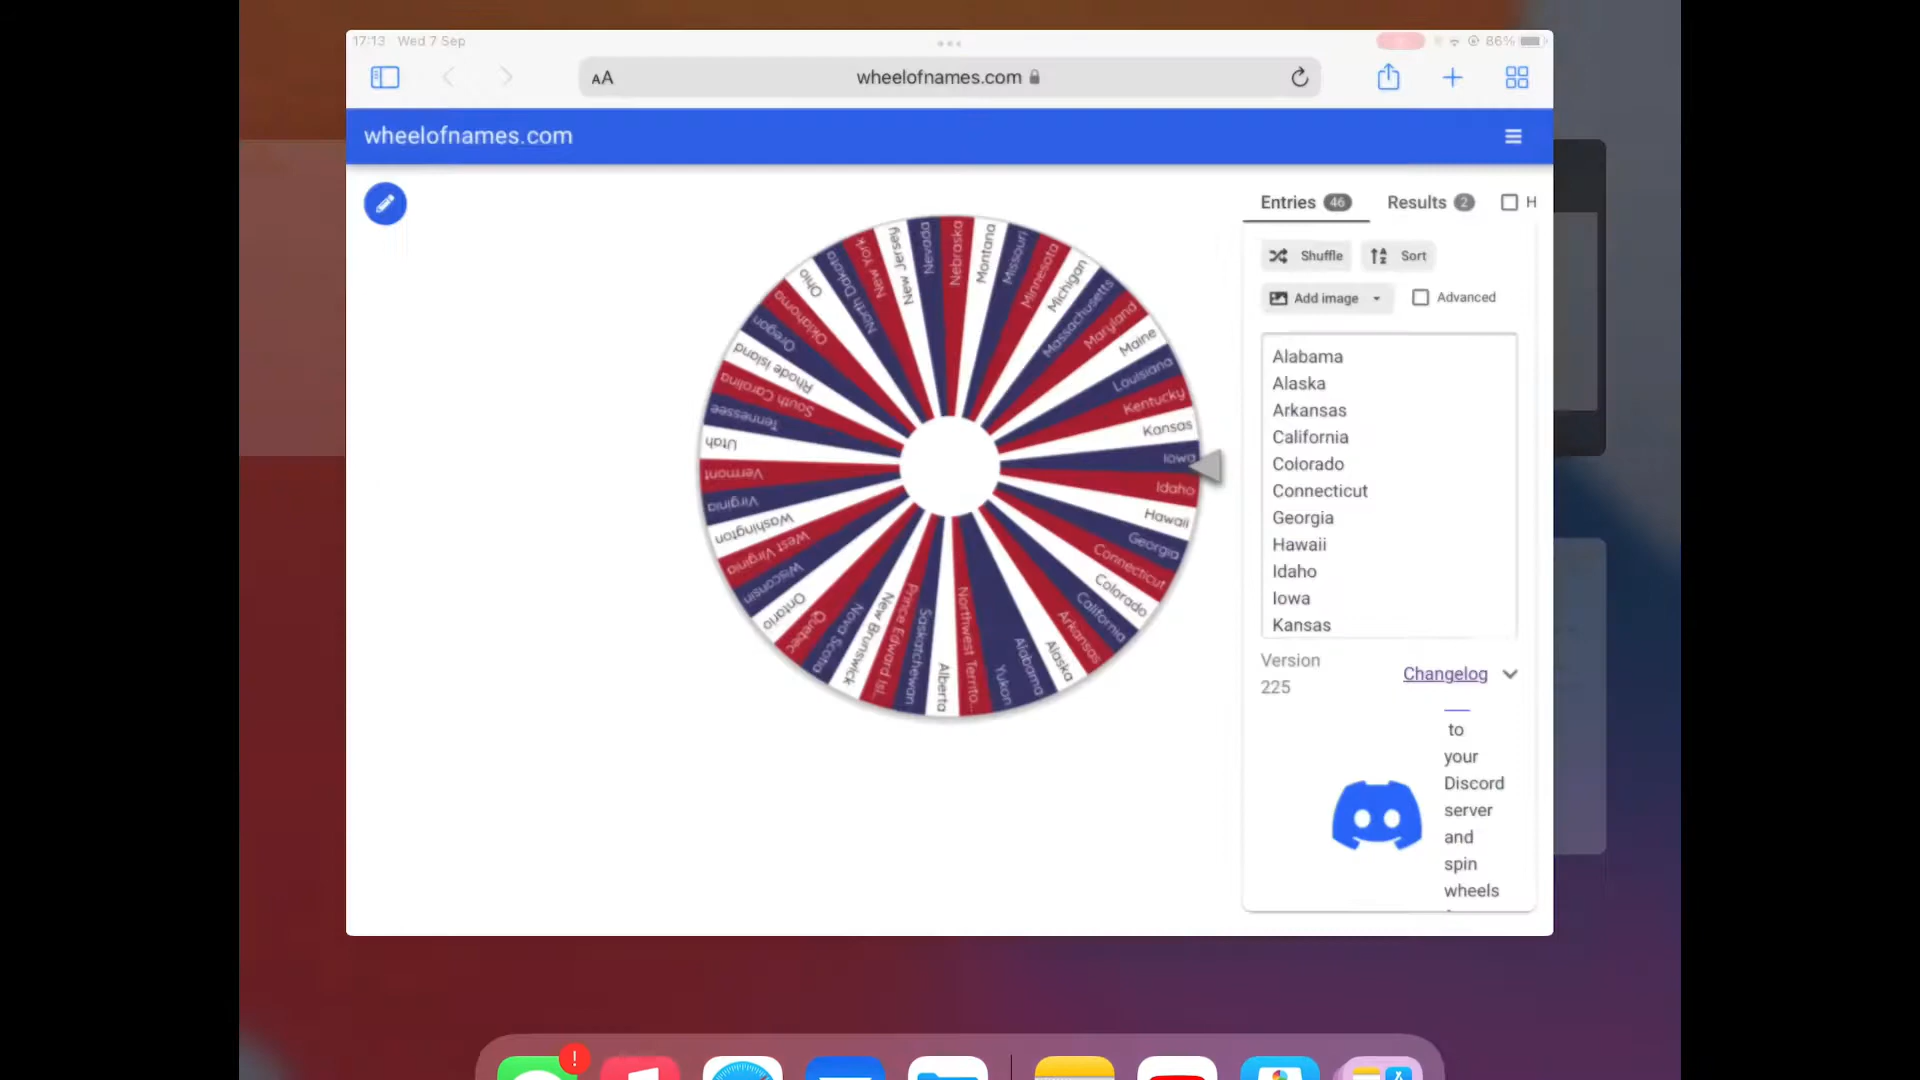 17:13 Wed 7 Sep
86%
AA
wheelofnames.com
wheelofnames.com
Entries 46
Results 2
H
Shuffle
Sort
Add image
Advanced
Alabama
Alaska
Arkansas
California
Colorado
Connecticut
Georgia
Hawaii
Idaho
Iowa
Kansas
Version
225
Changelog
to
your
Discord
server
and
spin
wheels
Nebraska
Montana
Missouri
Minnesota
Michigan
Massachusetts
Maryland
Maine
Louisiana
Kentucky
Kansas
Iowa
Idaho
Hawaii
Georgia
Connecticut
Colorado
California
Arkansas
Alaska
Alabama
Yukon
Northwest Territo...
Alberta
Saskatchewan
Prince Edward Isl...
New Brunswick
Nova Scotia
Quebec
Ontario
Wisconsin
West Virginia
Washington
Virginia
Vermont
Utah
Tennessee
South Carolina
Rhode Island
Oregon
Oklahoma
Ohio
North Dakota
New York
New Jersey
Nevada
!